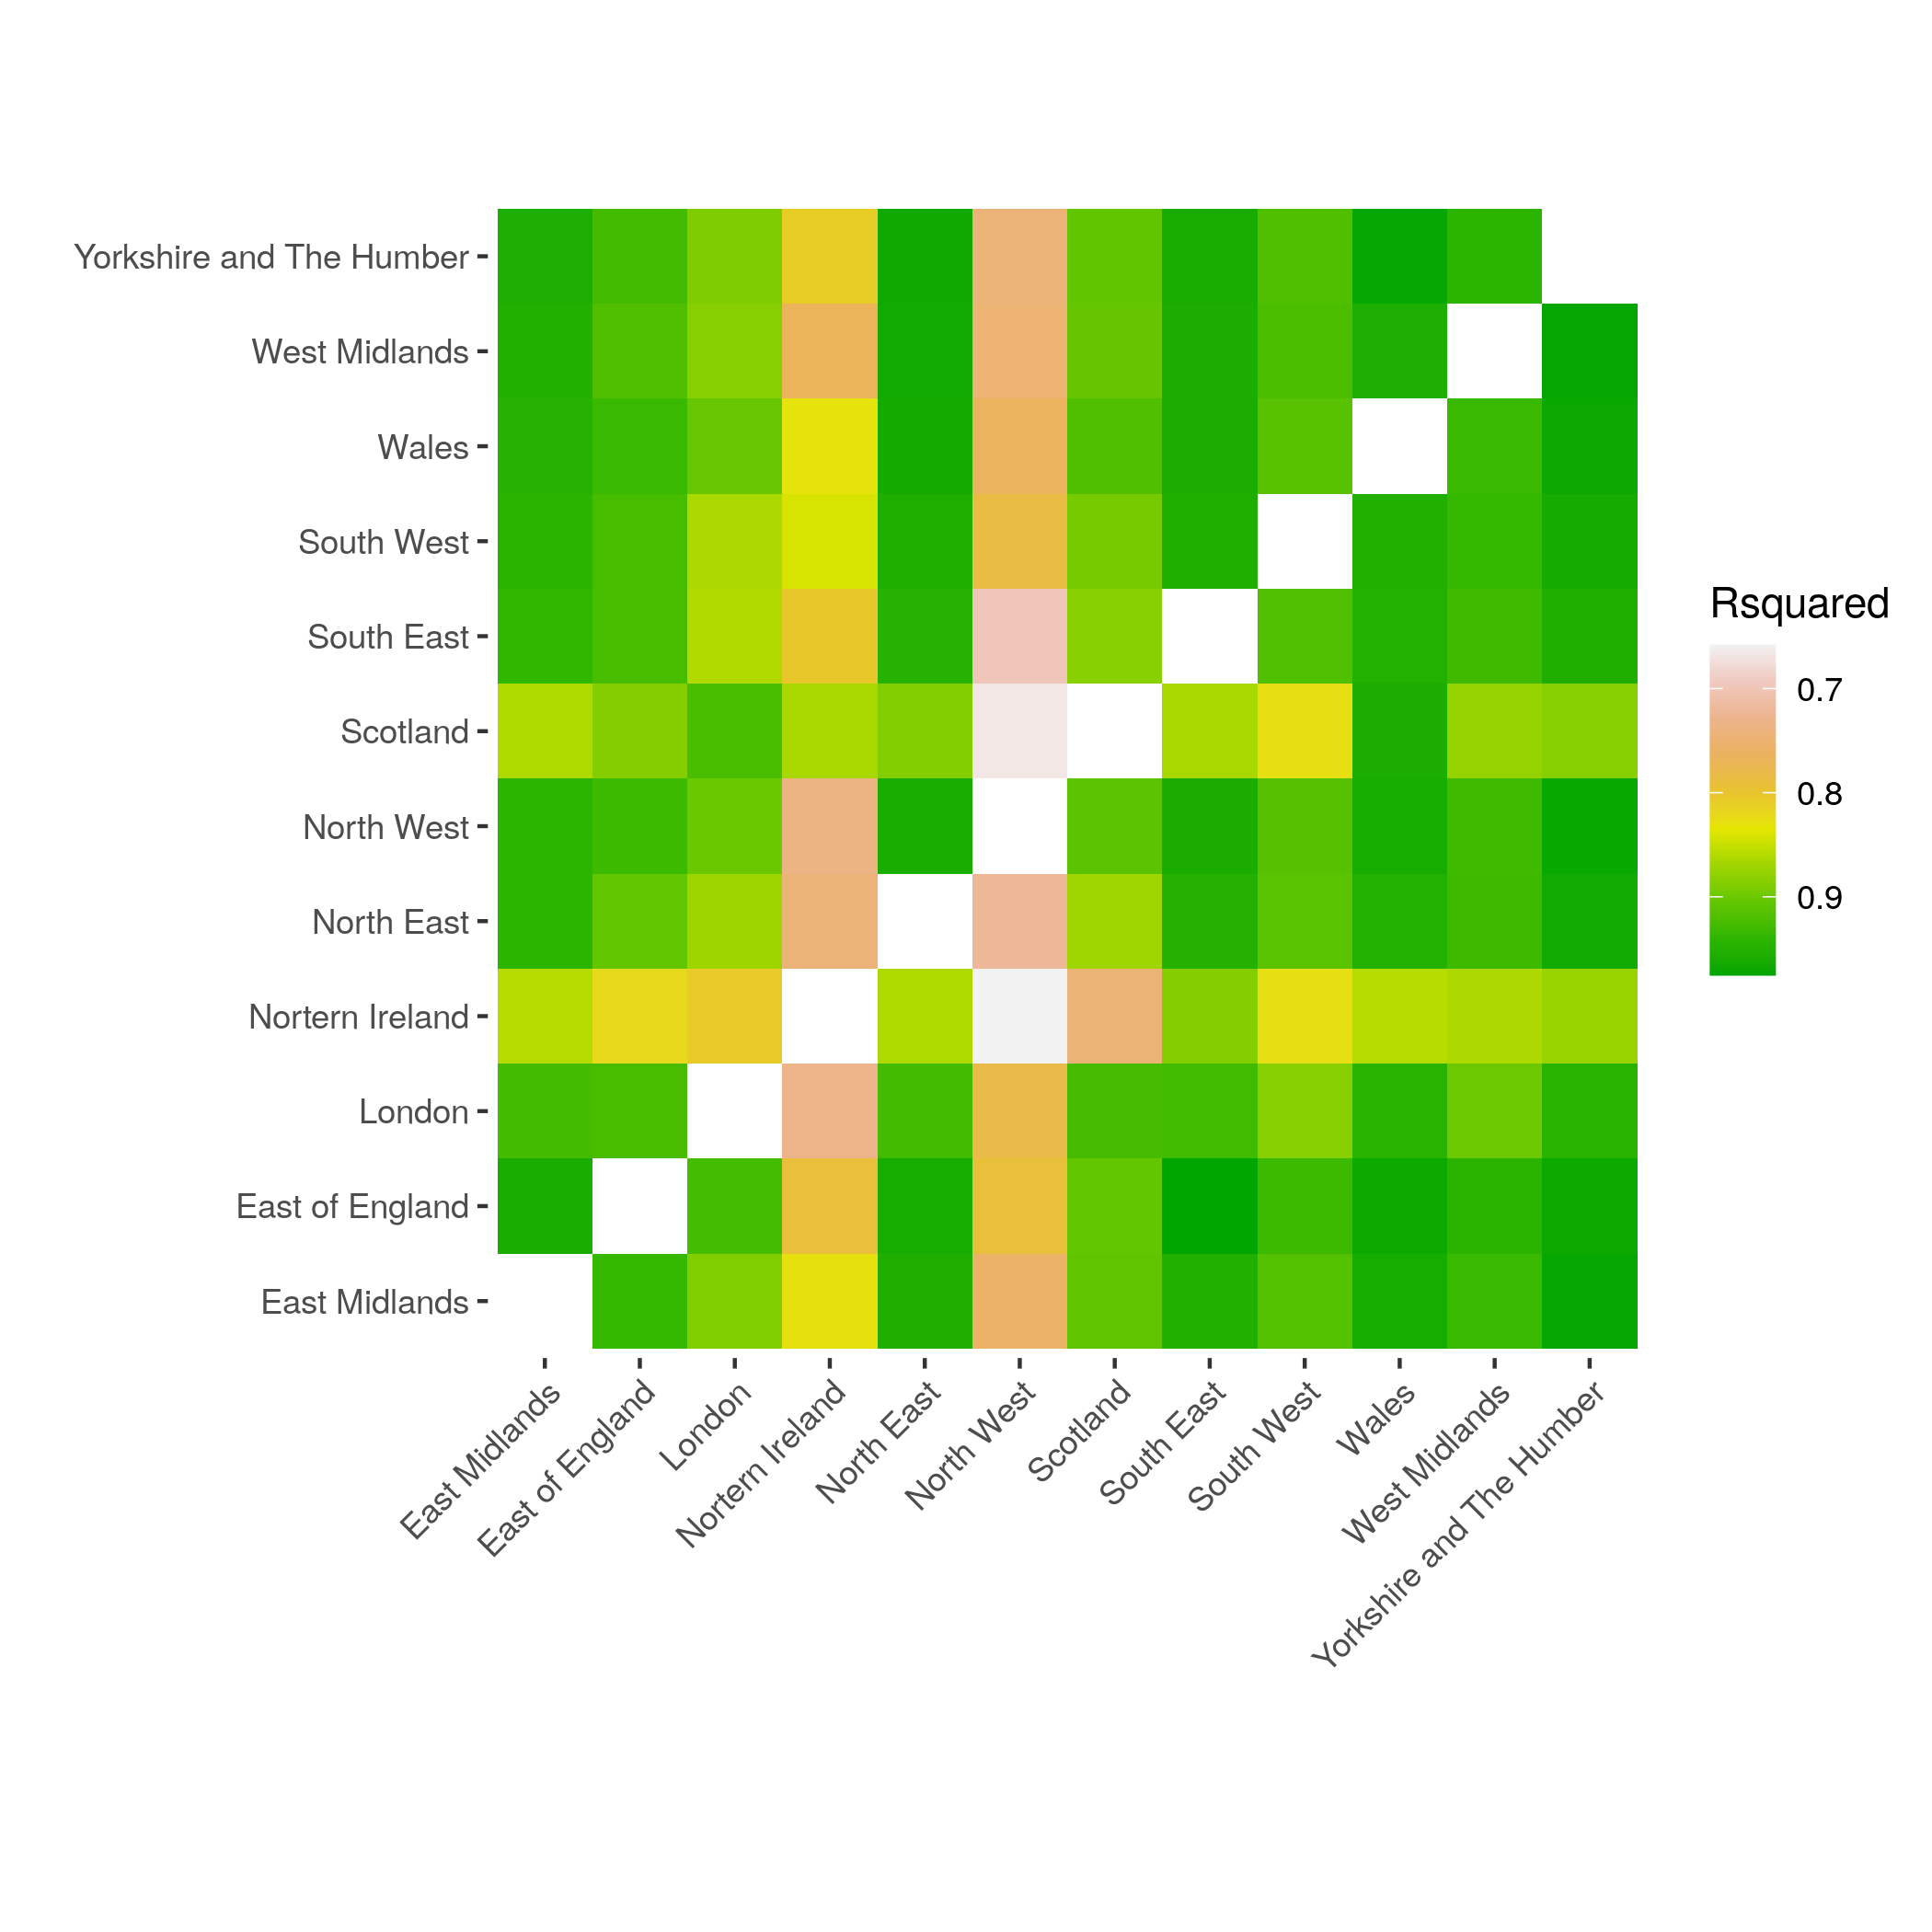 Yorkshire and The Humber
West Midlands
Wales
South West
South East
Scotland
North West
North East
Nortern Ireland
London
East of England
East Midlands
East Midlands
East of England
London
Nortern Ireland
North East
North West
Scotland
South East
South West
Wales
West Midlands
Yorkshire and The Humber
Rsquared
0.7
0.8
0.9